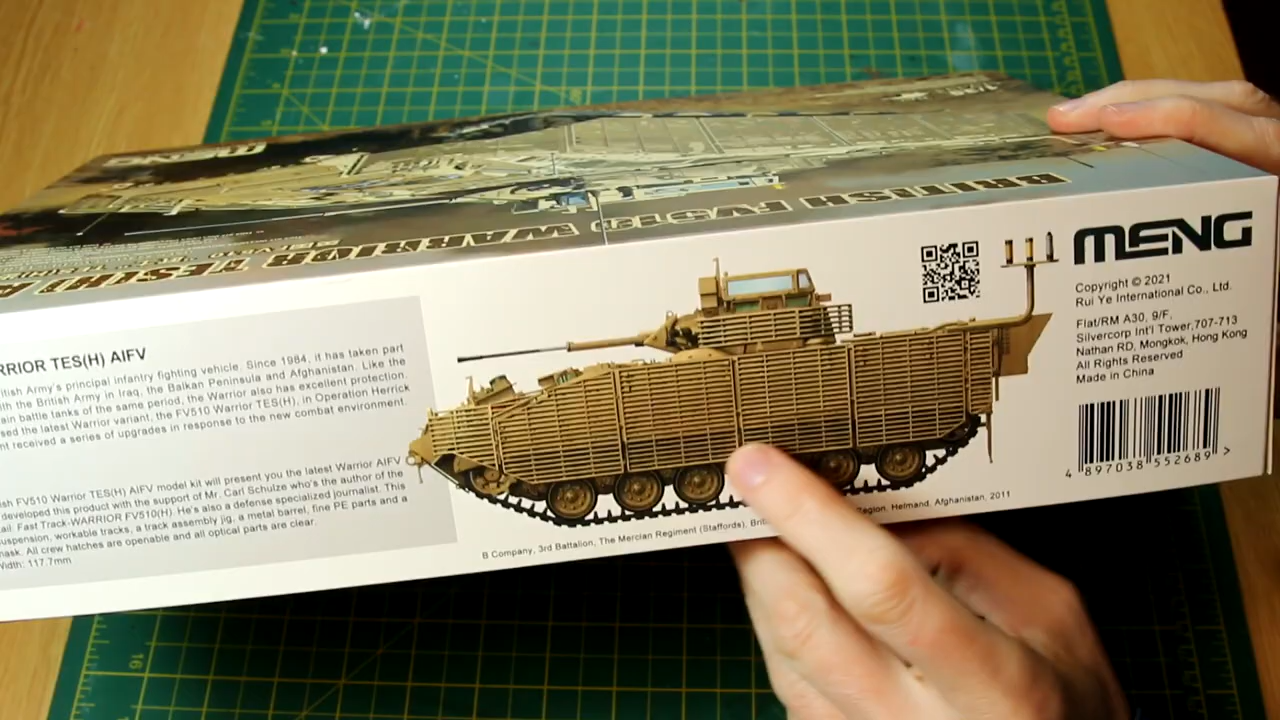 MENG
BRITISH FV510 WARRIOR TES(H) A
RRIOR TES(H) AIFV
itish Army's principal infantry fighting vehicle. Since 1984, it has taken part
ith the British Army in Iraq, the Balkan Peninsula and Afghanistan. Like the
ain battle tanks of the same period, the Warrior also has excellent protection.
sed the latest Warrior variant, the FV510 Warrior TES(H), in Operation Herrick
nt received a series of upgrades in response to the new combat environment.
ish FV510 Warrior TES(H) AIFV model kit will present you the latest Warrior AIFV
developed this product with the support of Mr. Carl Schulze who's the author of the
ail. Fast Track-WARRIOR FV510(H). He's also a defense specialized journalist. This
uspension, workable tracks, a track assembly jig, a metal barrel, fine PE parts and a
mask. All crew hatches are openable and all optical parts are clear.
Width: 117.7mm
B Company, 3rd Battalion, The Mercian Regiment (Staffords), Brit Region, Helmand, Afghanistan, 2011
MENG
Copyright © 2021
Rui Ye International Co., Ltd.
Flat/RM A30, 9/F.
Silvercorp Int'l Tower,707-713
Nathan RD, Mongkok, Hong Kong
All Rights Reserved
Made in China
4 897038 552689 >